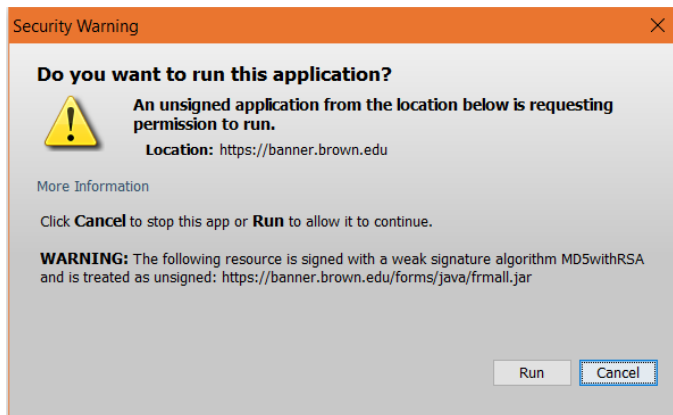 Security Warning
Do you want to run this application?
An unsigned application from the location below is requesting
permission to run.
Location: https://banner.brown.edu
More Information
Click Cancel to stop this app or Run to allow it to continue.
WARNING: The following resource is signed with a weak signature algorithm MD5withRSA
and is treated as unsigned: https://banner.brown.edu/forms/java/frmall.jar
Run Cancel